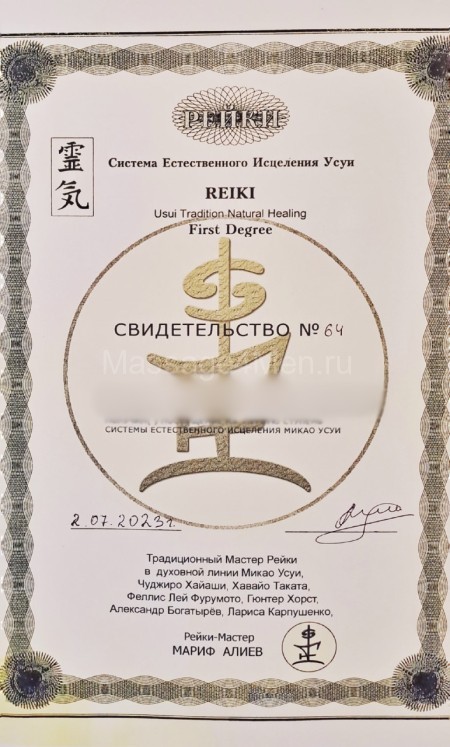 РЕЙКИ
Система Естественного Исцеления Усуи
靈
気
REIKI
Usui Tradition Natural Healing
First Degree
СВИДЕТЕЛЬСТВО № 64
MassageMen.ru
СИСТЕМЫ ЕСТЕСТВЕННОГО ИСЦЕЛЕНИЯ МИКАО УСУИ
2.07.2023г.
Традиционный Мастер Рейки
в духовной линии Микао Усуи,
Чуджиро Хайаши, Хавайо Таката,
Феллис Лей Фурумото, Гюнтер Хорст,
Александр Богатырёв, Лариса Карпушенко,
Рейки-Мастер
МАРИФ АЛИЕВ